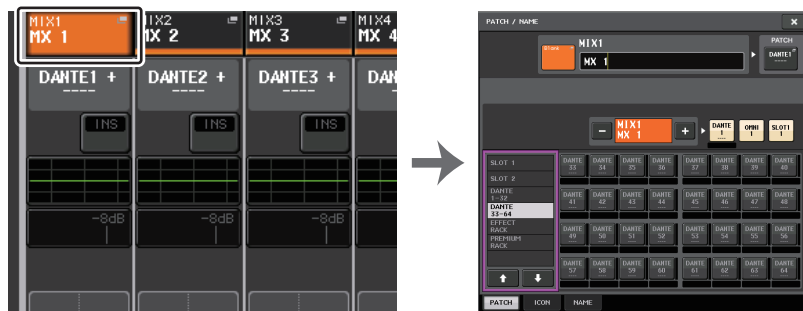 MIX1 MIX2 MIX3 MIX4
MX 1 MX 2 MX 3 MX 4
DANTE1 + DANTE2 + DANTE3 + DAN
---- ---- ----
INS INS INS
-8dB -8dB -8dB
PATCH / NAME ×
MIX1 PATCH
Blank MX 1 DANTE1
----
− MIX1 + DANTE OMNI SLOT1
MX 1 1 1 1
SLOT 1
SLOT 2
DANTE
1-32
DANTE
33-64
EFFECT
RACK
PREMIUM
RACK
DANTE DANTE DANTE DANTE DANTE DANTE DANTE DANTE
33 34 35 36 37 38 39 40
DANTE DANTE DANTE DANTE DANTE DANTE DANTE DANTE
41 42 43 44 45 46 47 48
DANTE DANTE DANTE DANTE DANTE DANTE DANTE DANTE
49 50 51 52 53 54 55 56
DANTE DANTE DANTE DANTE DANTE DANTE DANTE DANTE
57 58 59 60 61 62 63 64
PATCH ICON NAME